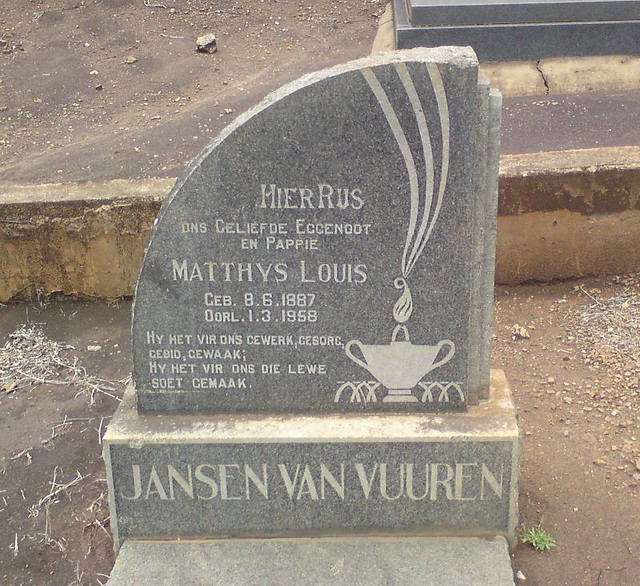 HIER RUS
ONS GELIEFDE EGGENOOT
EN PAPPIE
MATTHYS LOUIS
GEB. 8.6.1887
OORL. 1.3.1958
HY HET VIR ONS GEWERK, GESORG,
GEBID, GEWAAK;
HY HET VIR ONS DIE LEWE
SOET GEMAAK.
JANSEN VAN VUUREN